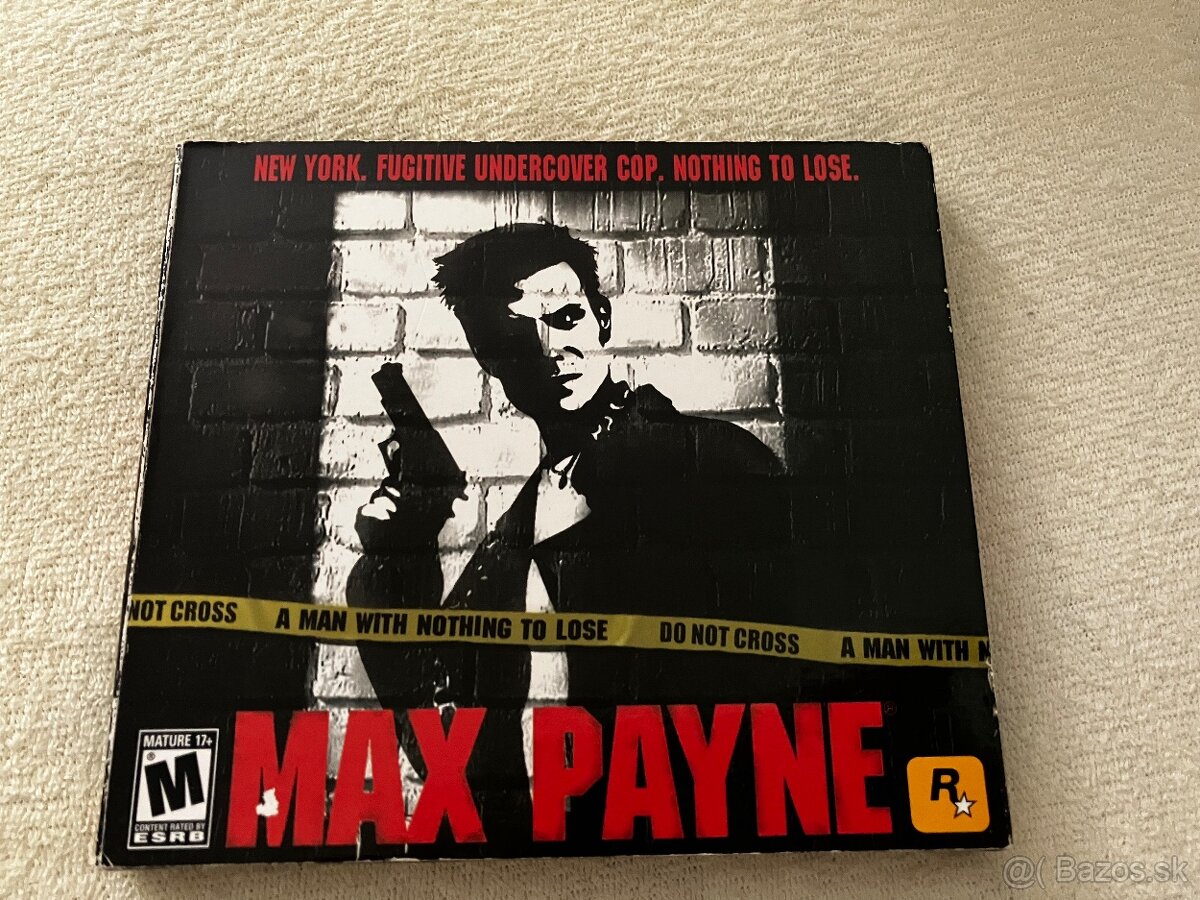 NEW YORK. FUGITIVE UNDERCOVER COP. NOTHING TO LOSE.
NOT CROSS A MAN WITH NOTHING TO LOSE DO NOT CROSS A MAN WITH N
MAX PAYNE®
MATURE 17+
M®
CONTENT RATED BY
ESRB
R
@( Bazos.sk